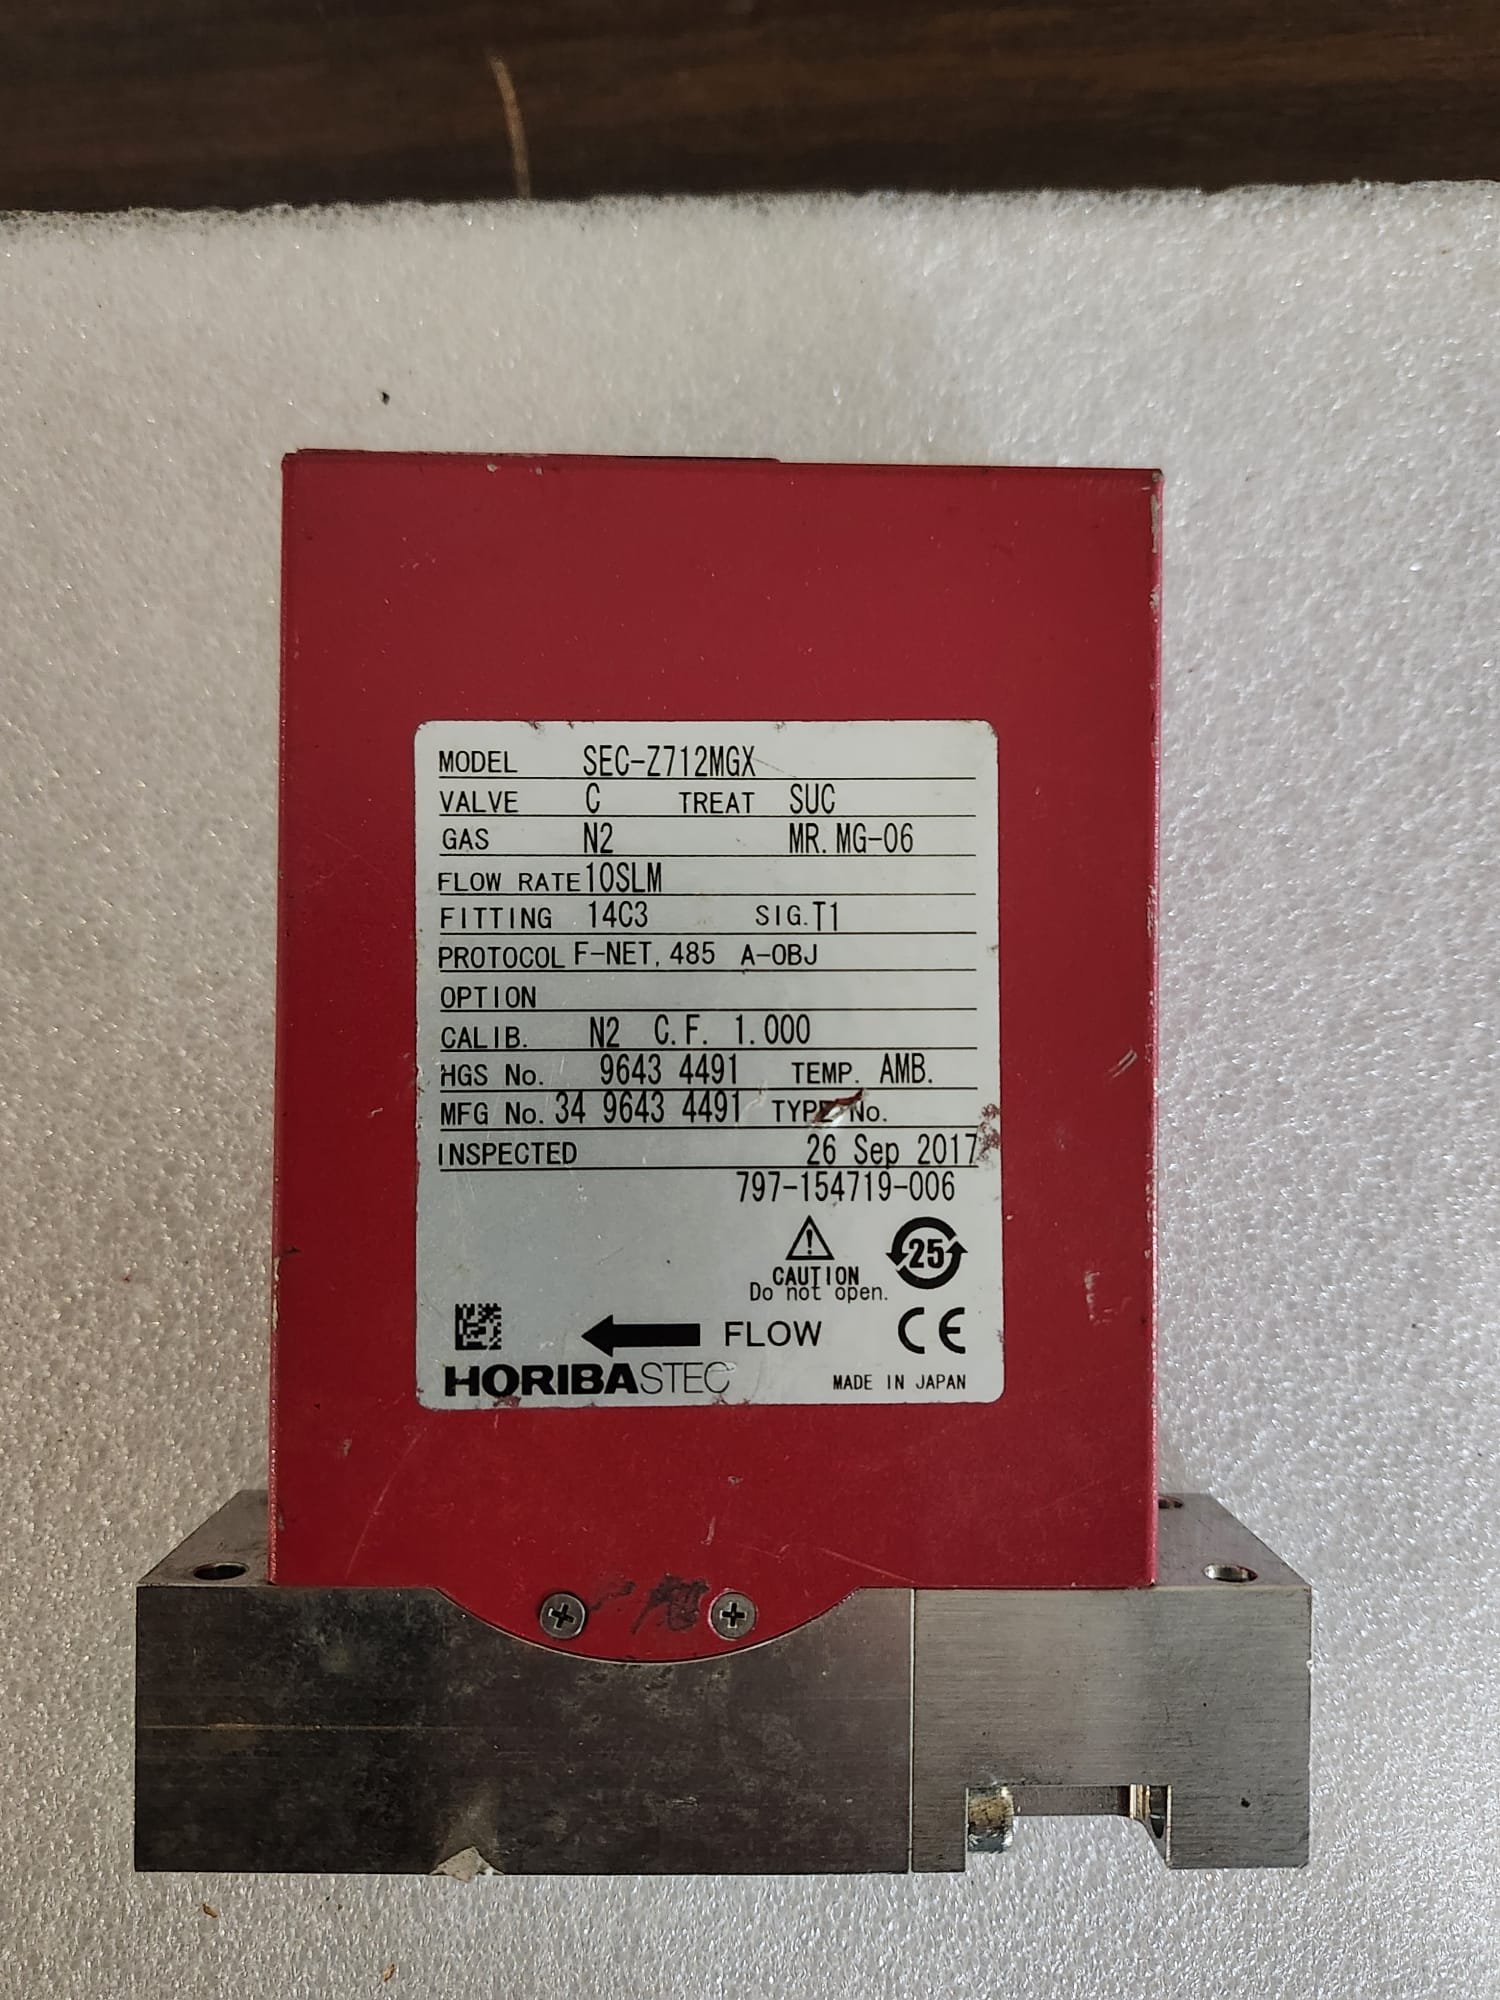 MODEL SEC-Z712MGX
VALVE C TREAT SUC
GAS N2 MR.MG-06
FLOW RATE 10SLM
FITTING 14C3 SIG.T1
PROTOCOL F-NET, 485 A-OBJ
OPTION
CALIB. N2 C.F. 1.000
HGS No. 9643 4491 TEMP. AMB.
MFG No. 34 9643 4491 TYPE No.
INSPECTED 26 Sep 2017
797-154719-006
25
CAUTION
Do not open.
FLOW CE
HORIBASTEC MADE IN JAPAN